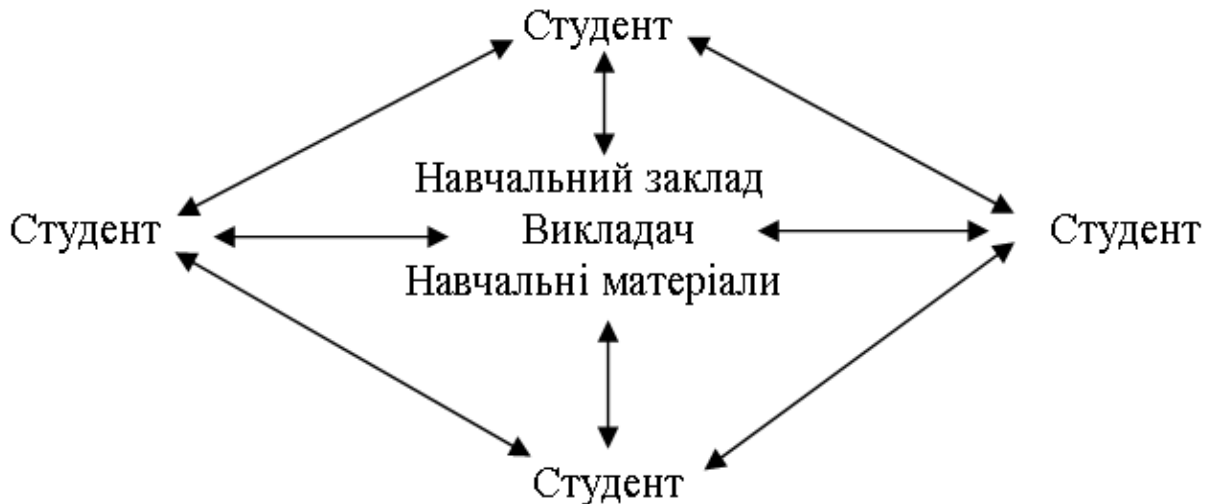 Студент
Навчальний заклад
Студент
Викладач
Студент
Навчальні матеріали
Студент